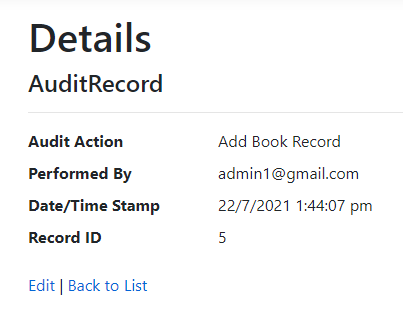 Details
AuditRecord
Audit Action Add Book Record
Performed By admin1@gmail.com
Date/Time Stamp 22/7/2021 1:44:07 pm
Record ID 5
Edit | Back to List